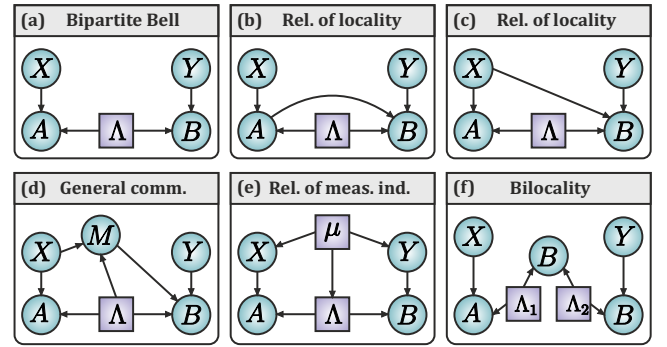 (a) Bipartite Bell
X Y
A Λ B
(b) Rel. of locality
X Y
A Λ B
(c) Rel. of locality
X Y
A Λ B
(d) General comm.
M
X Y
A Λ B
(e) Rel. of meas. ind.
μ
X Y
A Λ B
(f) Bilocality
X Y
B
Λ₁ Λ₂
A B